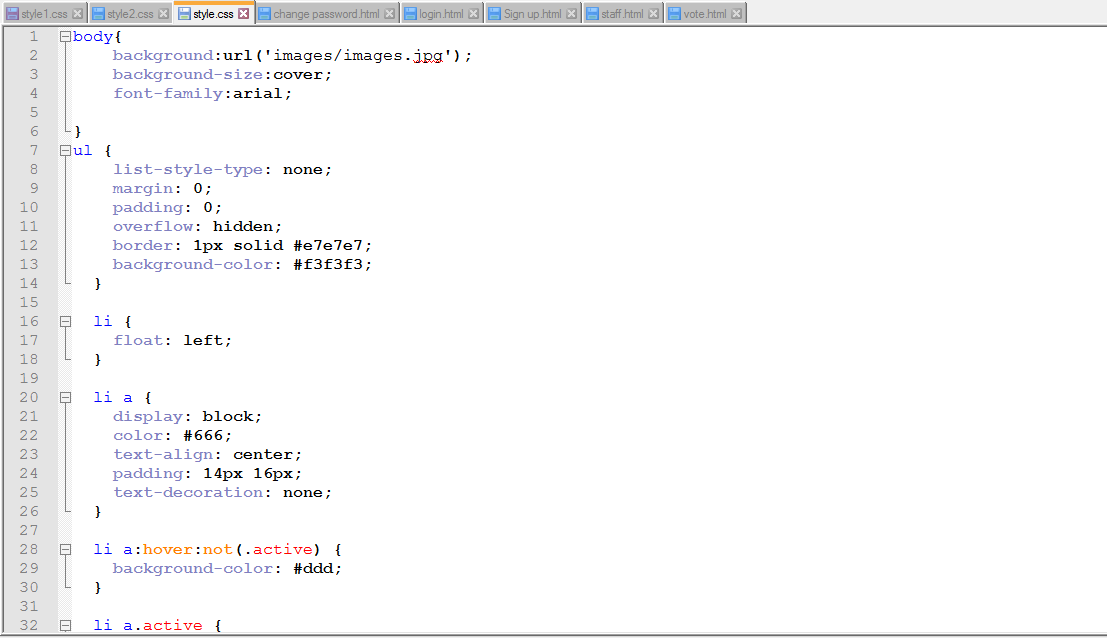 style1.css style2.css style.css change password.html login.html Sign up.html staff.html vote.html
1 body{
2 background:url('images/images.jpg');
3 background-size:cover;
4 font-family:arial;
5
6 }
7 ul {
8 list-style-type: none;
9 margin: 0;
10 padding: 0;
11 overflow: hidden;
12 border: 1px solid #e7e7e7;
13 background-color: #f3f3f3;
14 }
15
16 li {
17 float: left;
18 }
19
20 li a {
21 display: block;
22 color: #666;
23 text-align: center;
24 padding: 14px 16px;
25 text-decoration: none;
26 }
27
28 li a:hover:not(.active) {
29 background-color: #ddd;
30 }
31
32 li a.active {